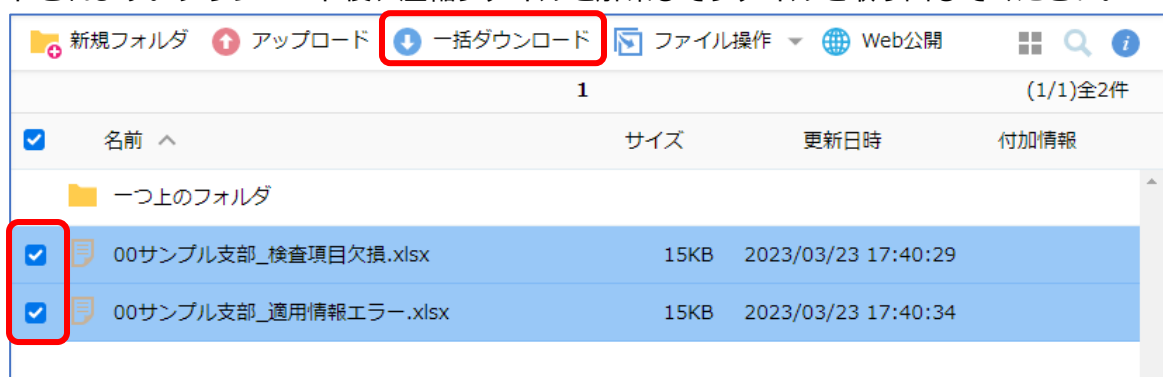 新規フォルダ アップロード 一括ダウンロード ファイル操作 Web公開
1 (1/1)全2件
名前 サイズ 更新日時 付加情報
一つ上のフォルダ
00サンプル支部_検査項目欠損.xlsx 15KB 2023/03/23 17:40:29
00サンプル支部_適用情報エラー.xlsx 15KB 2023/03/23 17:40:34